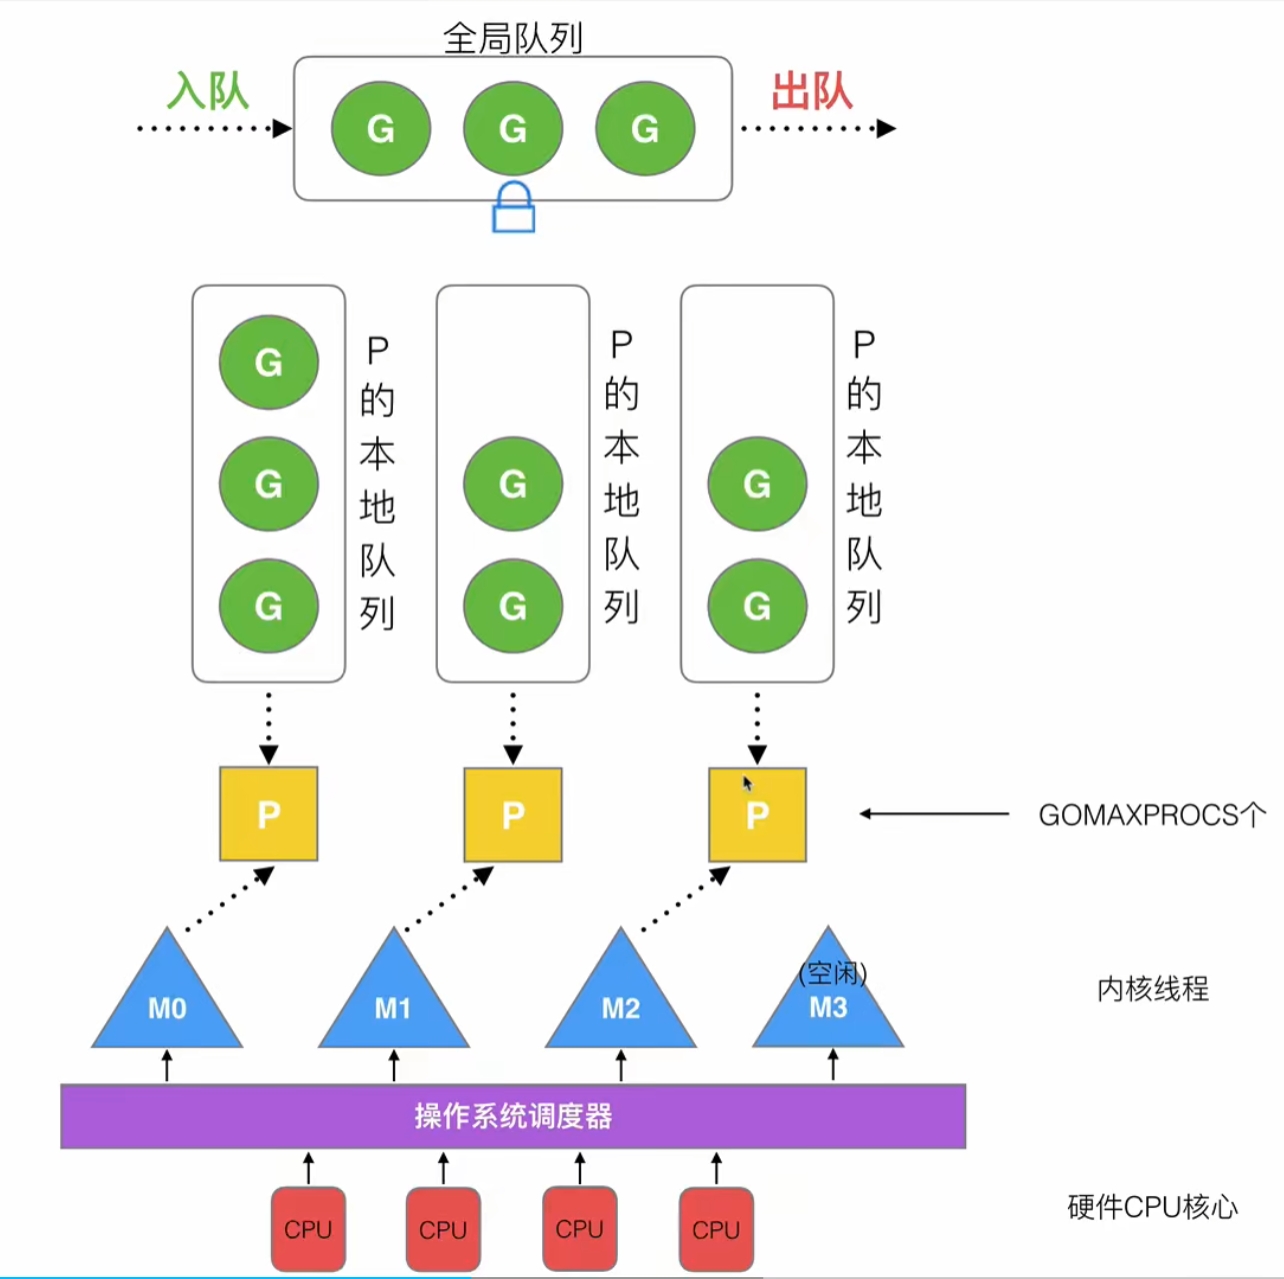 全局队列
入队
出队
G G G
G
G
G
P的本地队列
G
G
P的本地队列
G
G
P的本地队列
P P P
GOMAXPROCS个
(空闲)
M0 M1 M2 M3
内核线程
操作系统调度器
CPU CPU CPU CPU
硬件CPU核心